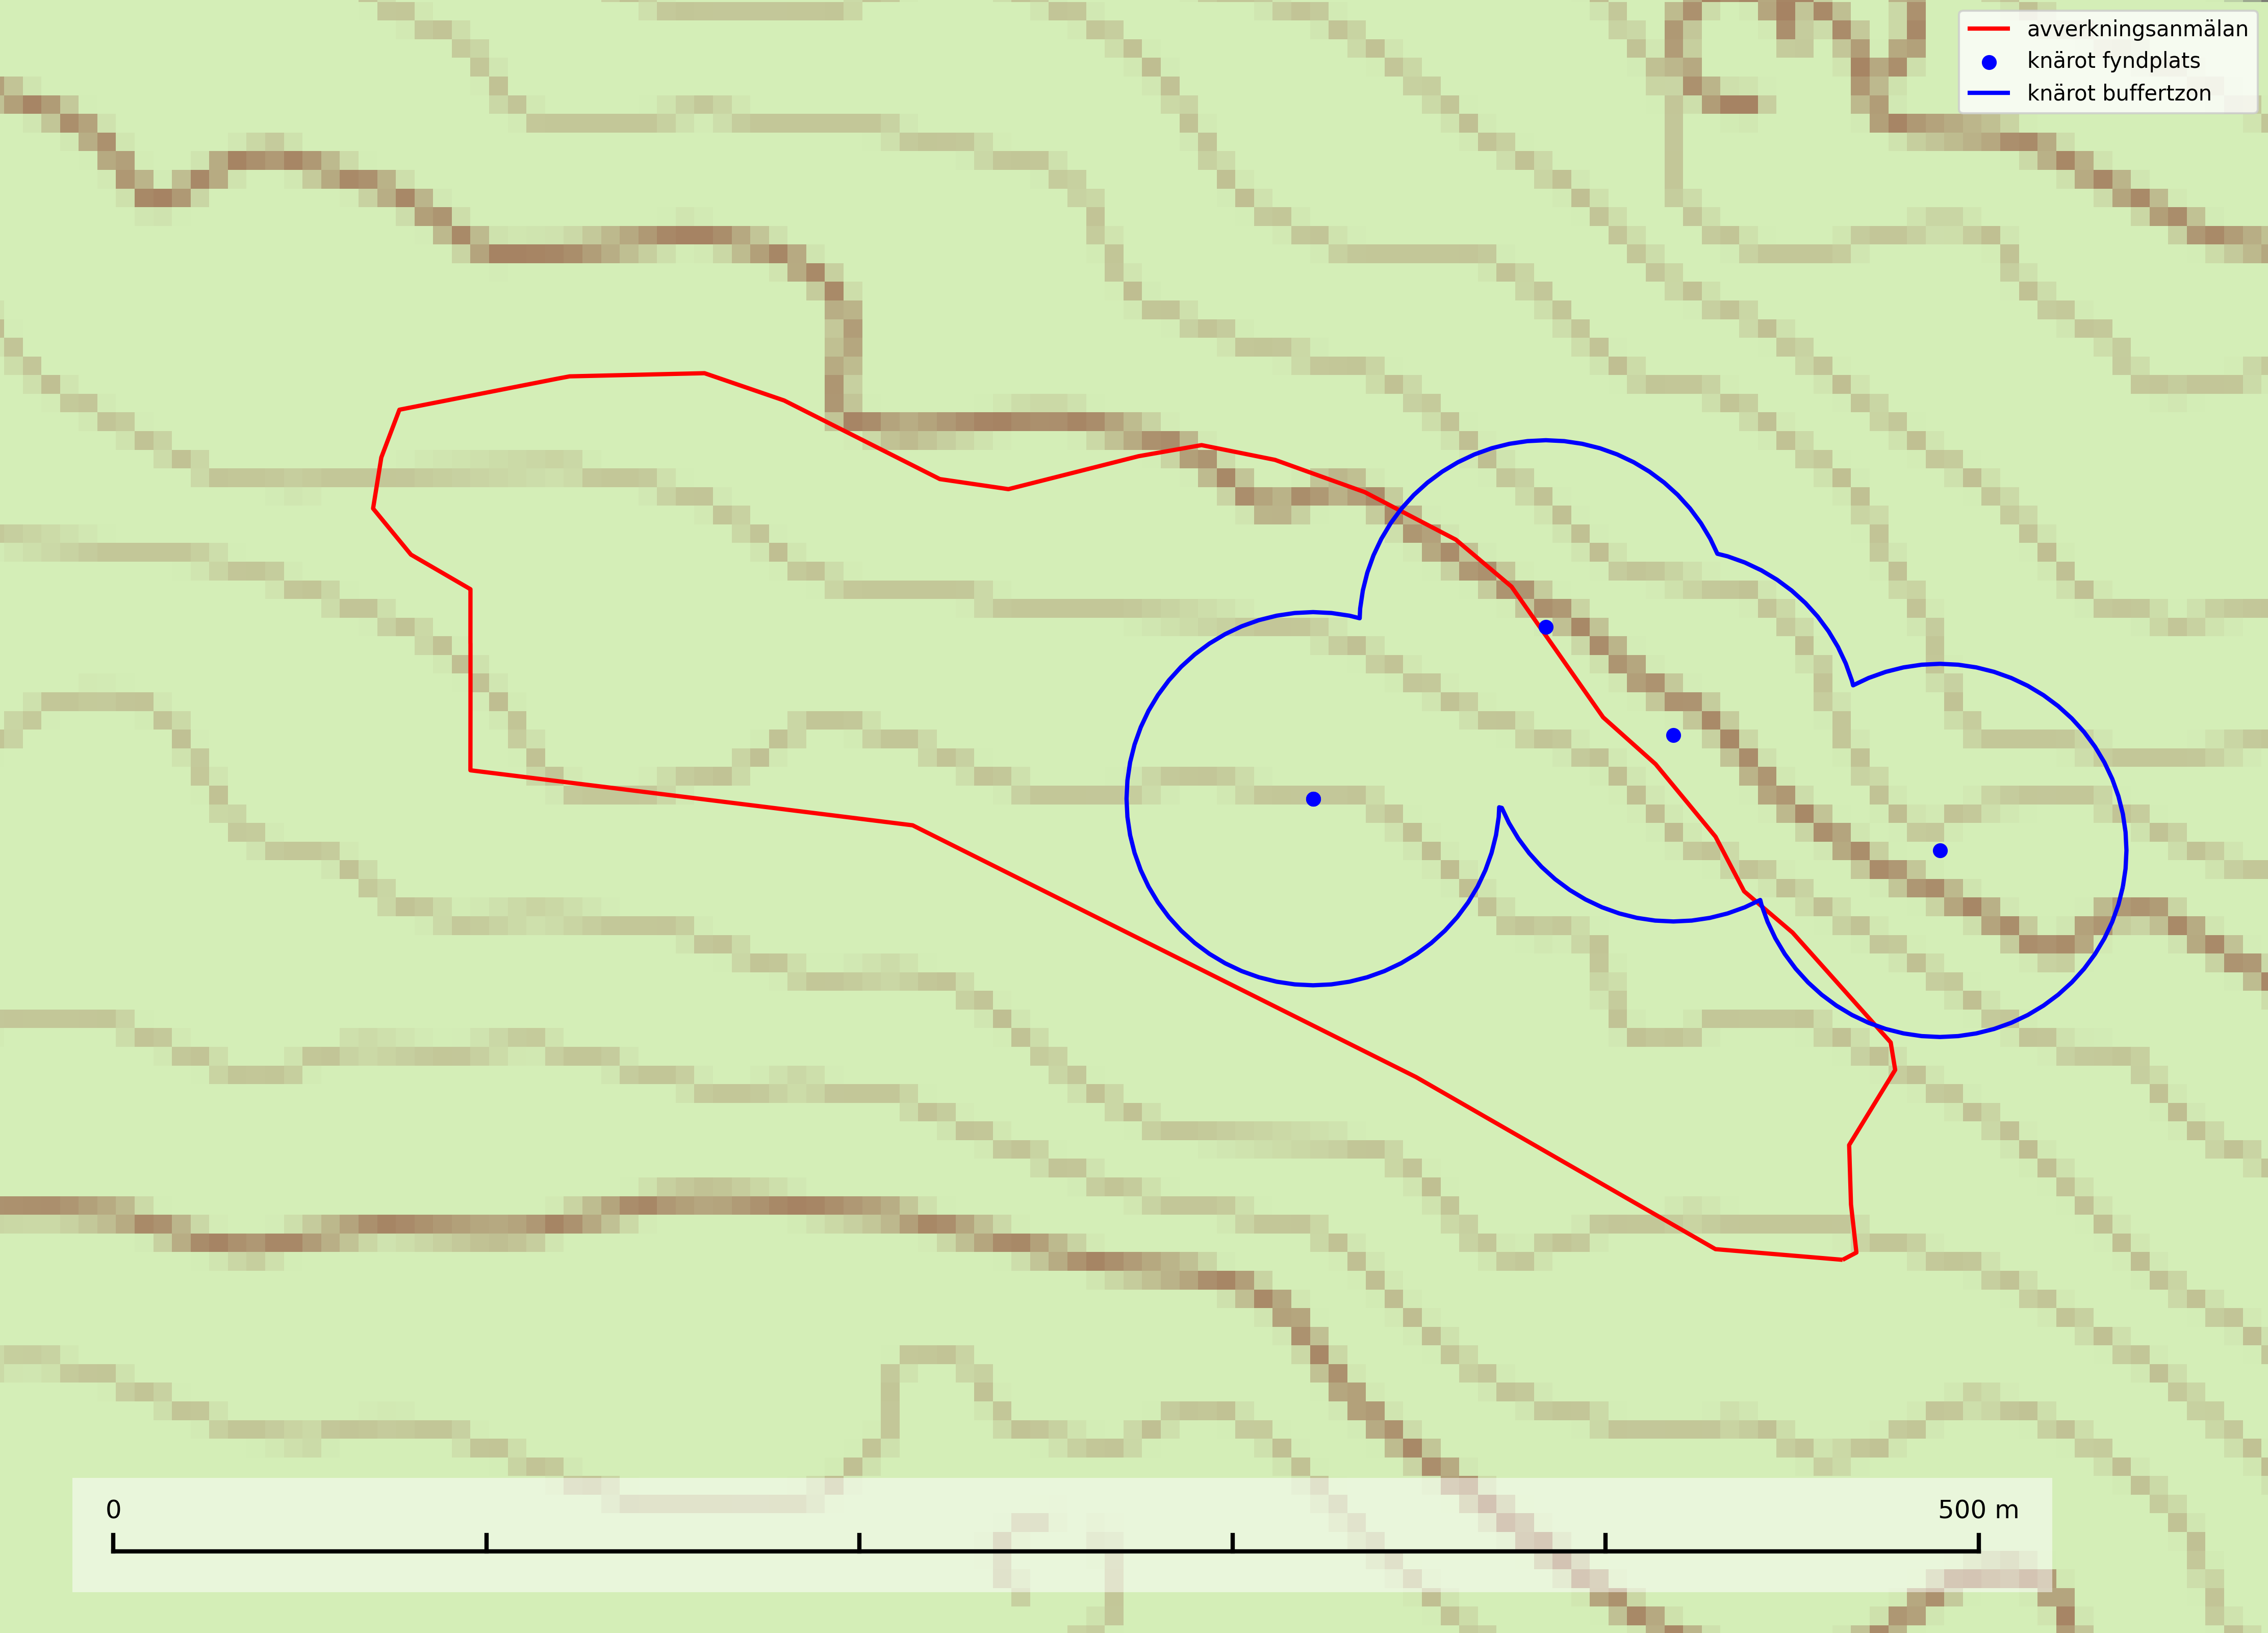 avverkningsanmälan
knärot fyndplats
knärot buffertzon
0
500 m